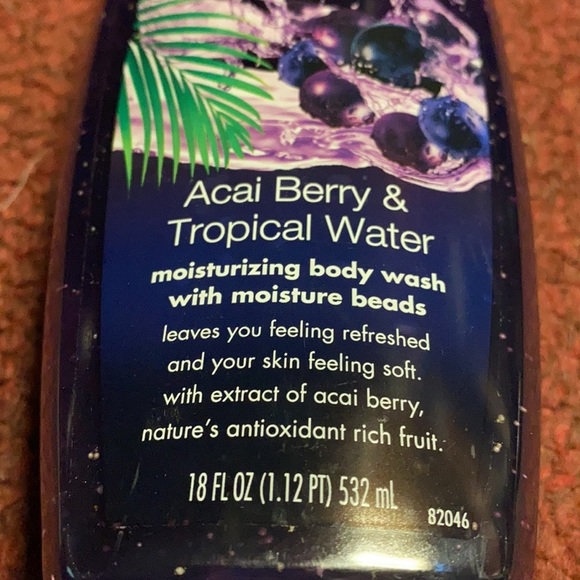 Acai Berry &
Tropical Water
moisturizing body wash
with moisture beads
leaves you feeling refreshed
and your skin feeling soft.
with extract of acai berry,
nature's antioxidant rich fruit.
18 FL OZ (1.12 PT) 532 mL
82046